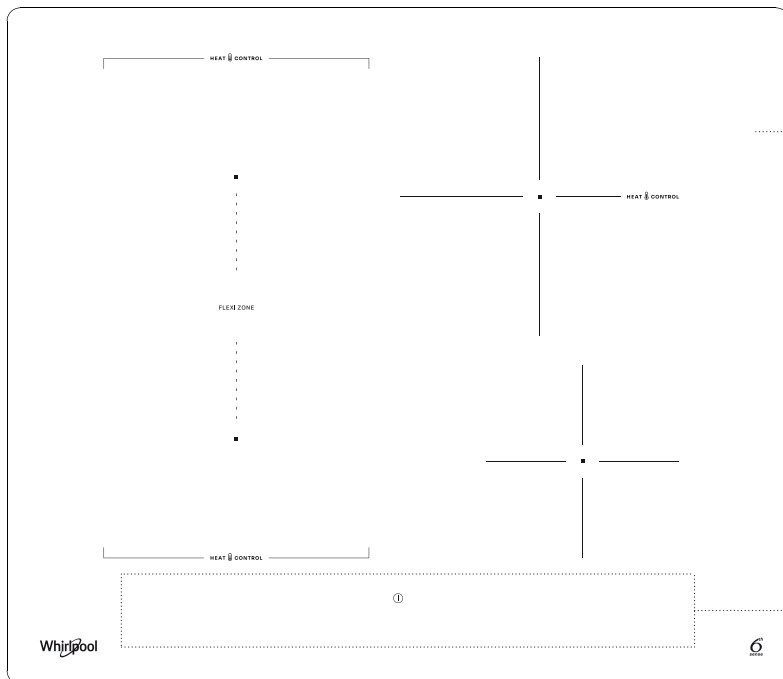 HEAT CONTROL
HEAT CONTROL
FLEXI ZONE
HEAT CONTROL
Whirlpool
6th
sense